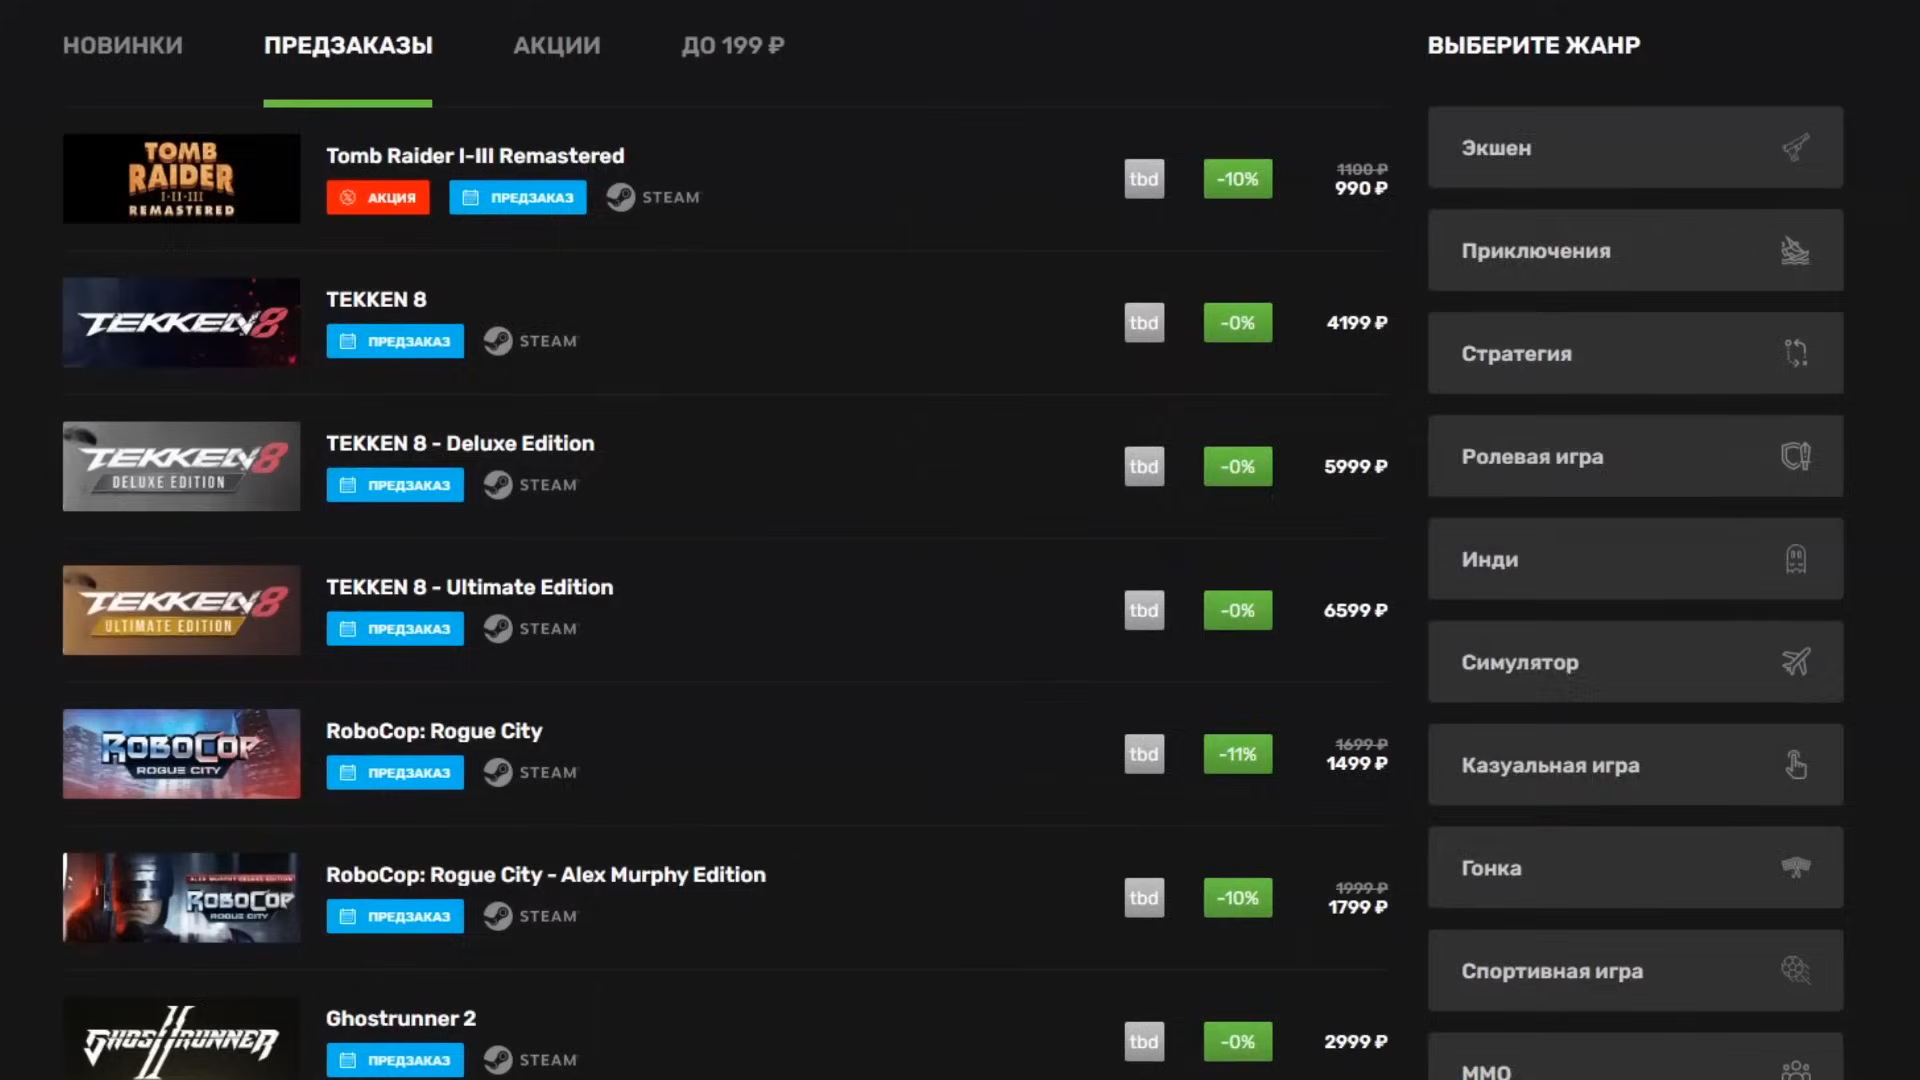 НОВИНКИ ПРЕДЗАКАЗЫ АКЦИИ ДО 199 ₽
TOMB
RAIDER
I·II·III
REMASTERED
Tomb Raider I-III Remastered
АКЦИЯ ПРЕДЗАКАЗ STEAM
tbd -10% 1100 ₽
990 ₽
TEKKEN 8
TEKKEN 8
ПРЕДЗАКАЗ STEAM
tbd -0% 4199 ₽
TEKKEN 8
DELUXE EDITION
TEKKEN 8 - Deluxe Edition
ПРЕДЗАКАЗ STEAM
tbd -0% 5999 ₽
TEKKEN 8
ULTIMATE EDITION
TEKKEN 8 - Ultimate Edition
ПРЕДЗАКАЗ STEAM
tbd -0% 6599 ₽
ROBOCOP
ROGUE CITY
RoboCop: Rogue City
ПРЕДЗАКАЗ STEAM
tbd -11% 1699 ₽
1499 ₽
ALEX MURPHY DELUXE EDITION
ROBOCOP
ROGUE CITY
RoboCop: Rogue City - Alex Murphy Edition
ПРЕДЗАКАЗ STEAM
tbd -10% 1999 ₽
1799 ₽
GHOSTRUNNER
Ghostrunner 2
ПРЕДЗАКАЗ STEAM
tbd -0% 2999 ₽
ВЫБЕРИТЕ ЖАНР
Экшен
Приключения
Стратегия
Ролевая игра
Инди
Симулятор
Казуальная игра
Гонка
Спортивная игра
ММО